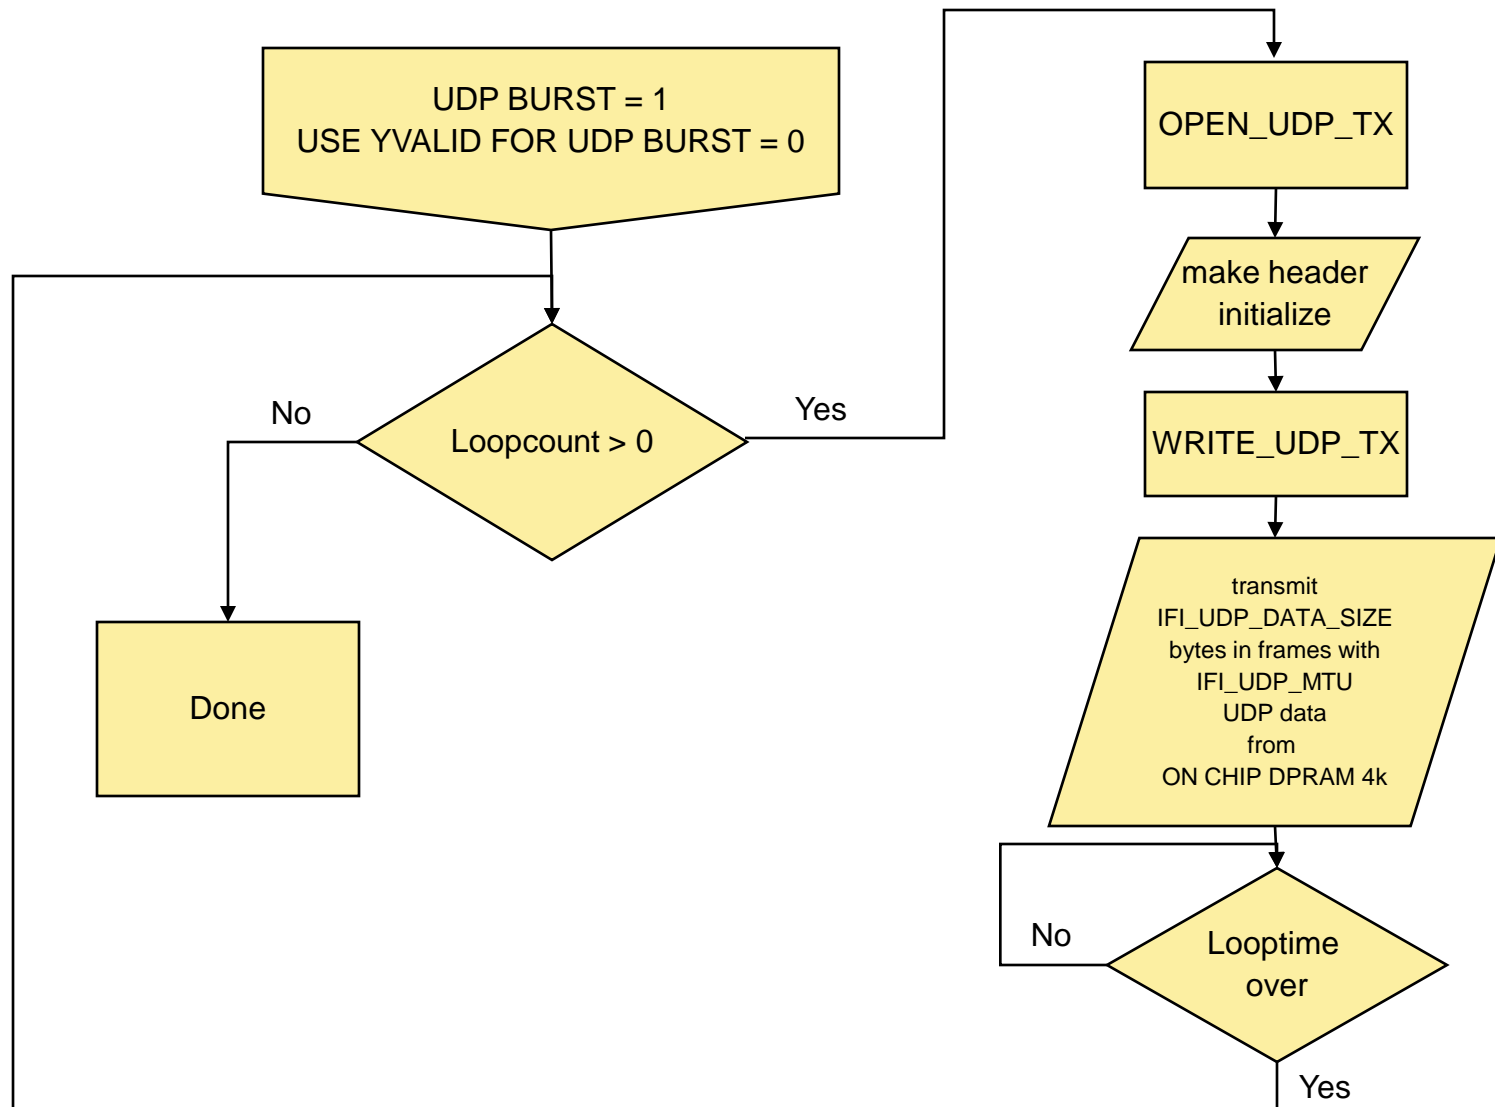 UDP BURST = 1
USE YVALID FOR UDP BURST = 0
No
Loopcount > 0
Yes
Done
OPEN_UDP_TX
make header
initialize
WRITE_UDP_TX
transmit
IFI_UDP_DATA_SIZE
bytes in frames with
IFI_UDP_MTU
UDP data
from
ON CHIP DPRAM 4k
No
Looptime
over
Yes